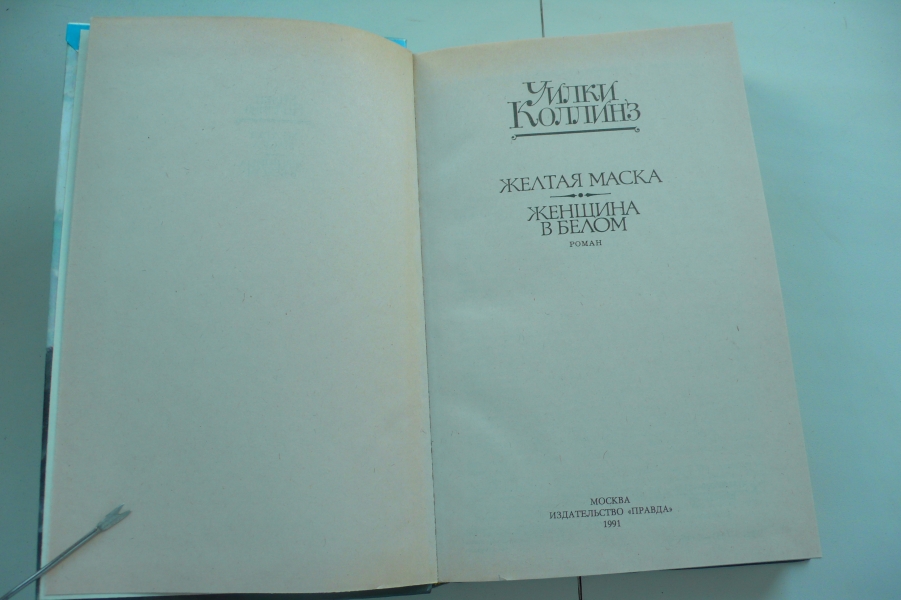 Уилки
Коллинз
ЖЕЛТАЯ МАСКА
ЖЕНЩИНА
В БЕЛОМ
РОМАН
МОСКВА
ИЗДАТЕЛЬСТВО «ПРАВДА»
1991